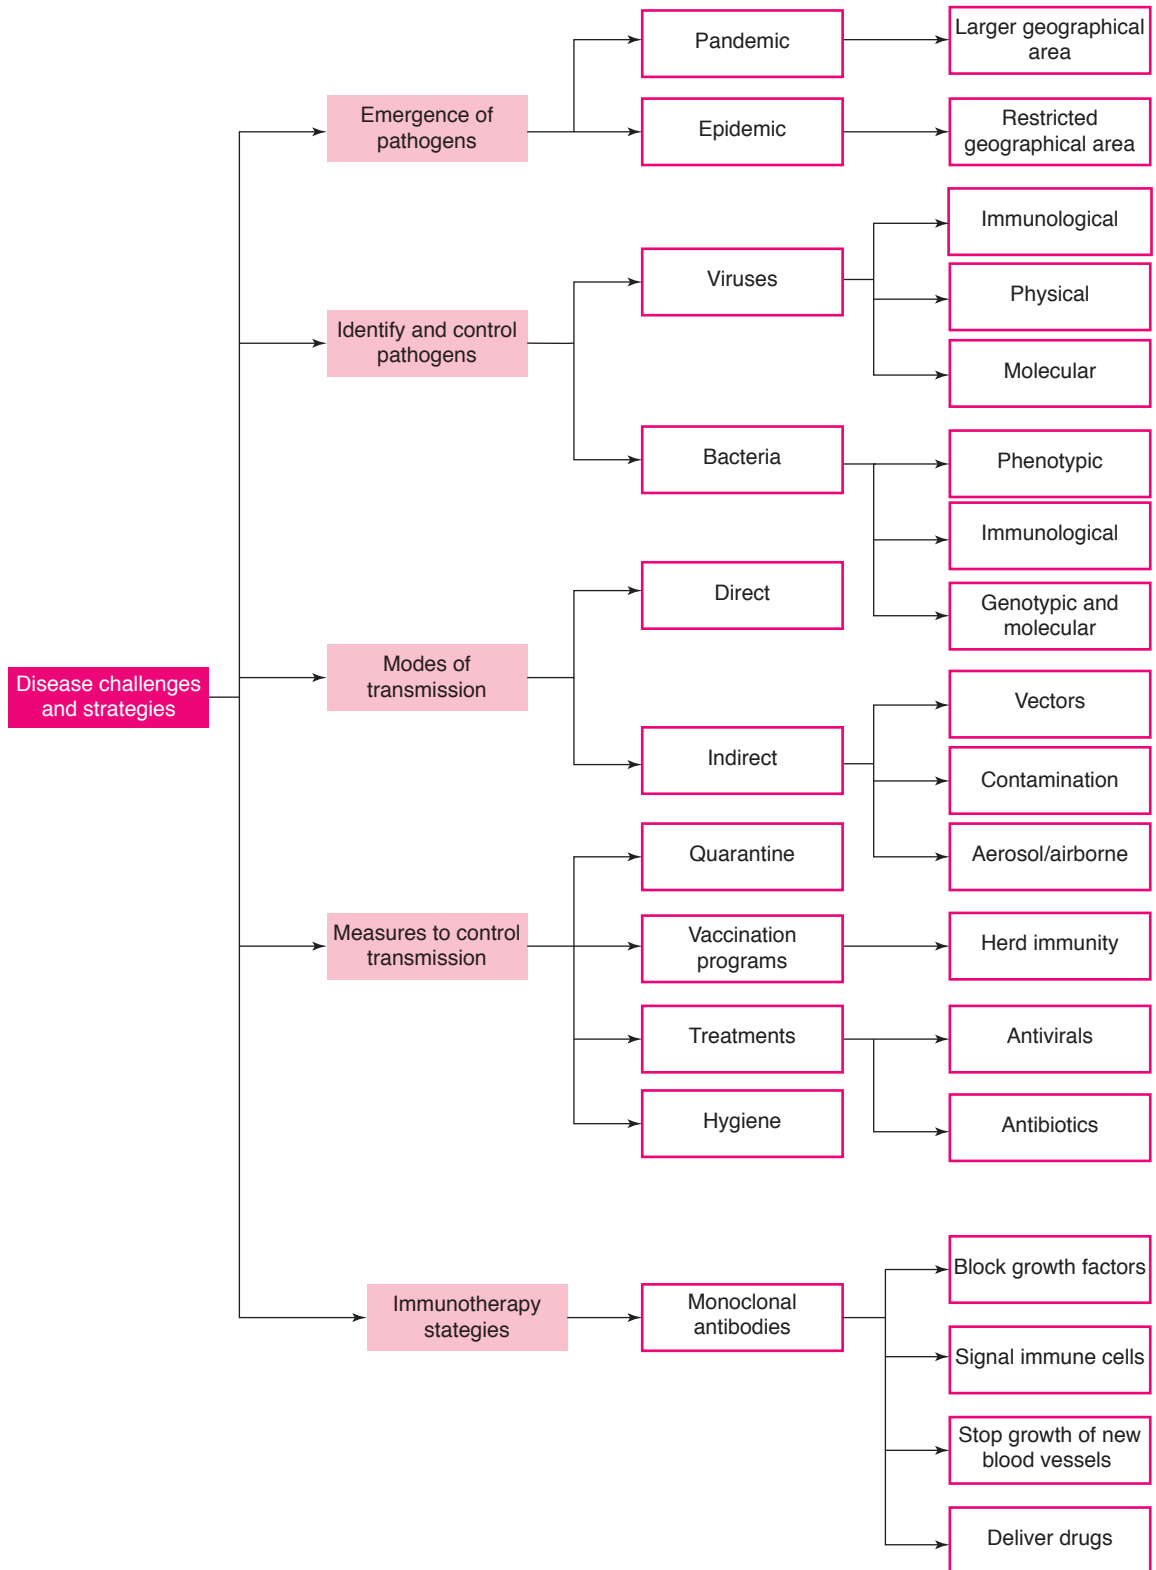 Disease challenges
and strategies
Emergence of
pathogens
Pandemic
Larger geographical
area
Epidemic
Restricted
geographical area
Identify and control
pathogens
Viruses
Immunological
Physical
Molecular
Bacteria
Phenotypic
Immunological
Genotypic and
molecular
Modes of
transmission
Direct
Indirect
Vectors
Contamination
Aerosol/airborne
Measures to control
transmission
Quarantine
Vaccination
programs
Herd immunity
Treatments
Antivirals
Antibiotics
Hygiene
Immunotherapy
stategies
Monoclonal
antibodies
Block growth factors
Signal immune cells
Stop growth of new
blood vessels
Deliver drugs